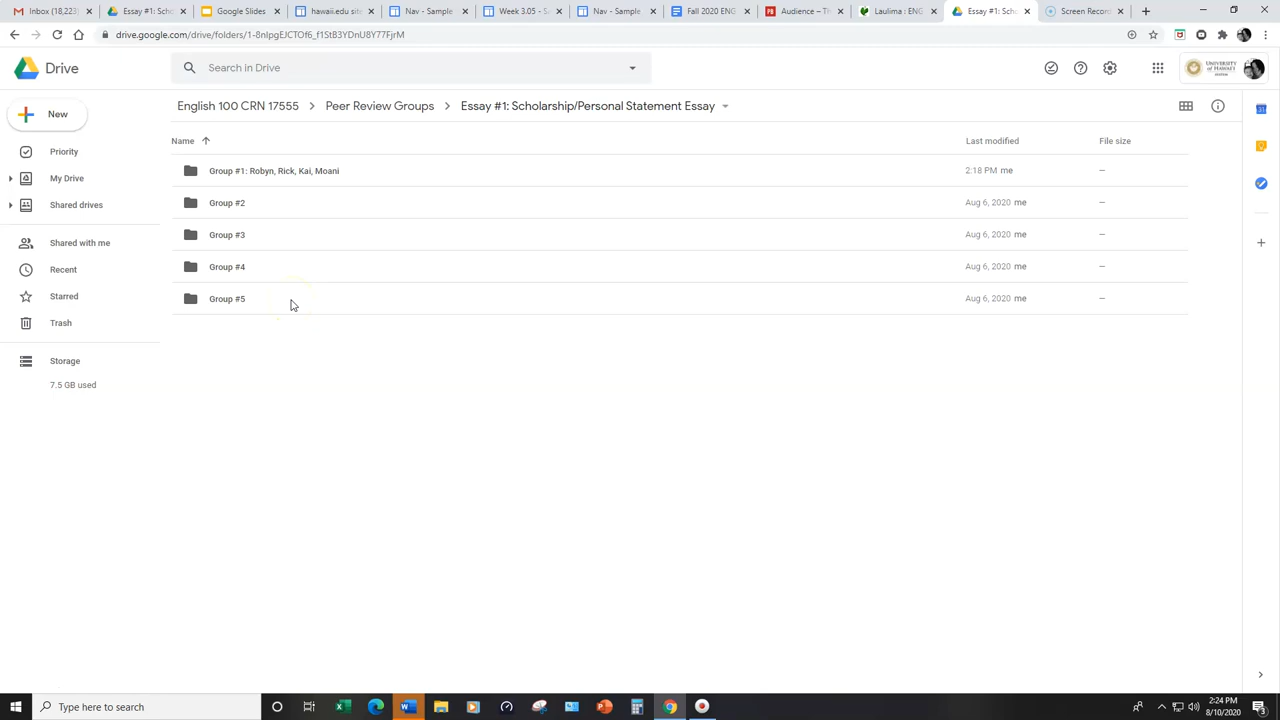 Inbox (18,223)
Essay #1: Sch
Google Slides
hawaii.edu site
Nav - Sample
Week 3.05 - S
Nav - Sample
Fall 2020 ENG
Audience – Th
Laulima : ENG
Essay #1: Sch
Screen Record
drive.google.com/drive/folders/1-8nIpgEJCTOf6_f1StB3YDnU8Y77FjrM
Drive
Search in Drive
UNIVERSITY
of HAWAI'I
New
English 100 CRN 17555 > Peer Review Groups > Essay #1: Scholarship/Personal Statement Essay
Name
Last modified
File size
Priority
My Drive
Shared drives
Shared with me
Recent
Starred
Trash
Storage
7.5 GB used
Group #1: Robyn, Rick, Kai, Moani
2:18 PM me
–
Group #2
Aug 6, 2020 me
–
Group #3
Aug 6, 2020 me
–
Group #4
Aug 6, 2020 me
–
Group #5
Aug 6, 2020 me
–
31
Type here to search
2:24 PM
8/10/2020
3